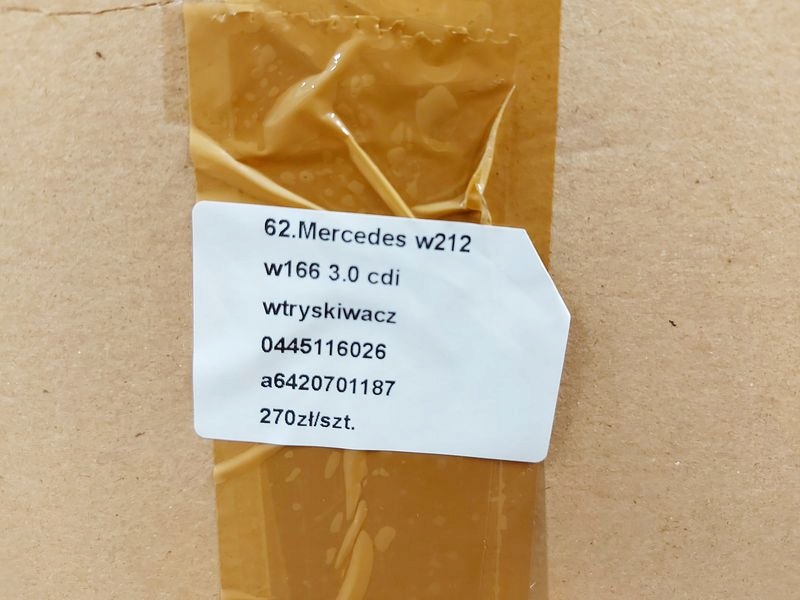 62.Mercedes w212
w166 3.0 cdi
wtryskiwacz
0445116026
a6420701187
270zł/szt.